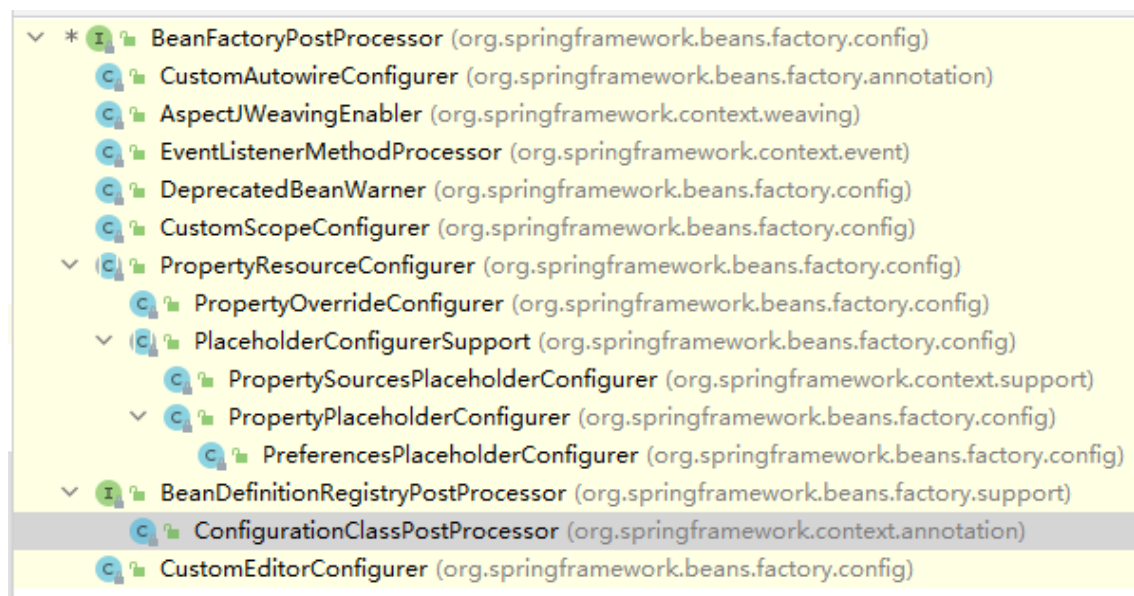 * I BeanFactoryPostProcessor (org.springframework.beans.factory.config)
C CustomAutowireConfigurer (org.springframework.beans.factory.annotation)
C AspectJWeavingEnabler (org.springframework.context.weaving)
C EventListenerMethodProcessor (org.springframework.context.event)
C DeprecatedBeanWarner (org.springframework.beans.factory.config)
C CustomScopeConfigurer (org.springframework.beans.factory.config)
C PropertyResourceConfigurer (org.springframework.beans.factory.config)
C PropertyOverrideConfigurer (org.springframework.beans.factory.config)
C PlaceholderConfigurerSupport (org.springframework.beans.factory.config)
C PropertySourcesPlaceholderConfigurer (org.springframework.context.support)
C PropertyPlaceholderConfigurer (org.springframework.beans.factory.config)
C PreferencesPlaceholderConfigurer (org.springframework.beans.factory.config)
I BeanDefinitionRegistryPostProcessor (org.springframework.beans.factory.support)
C ConfigurationClassPostProcessor (org.springframework.context.annotation)
C CustomEditorConfigurer (org.springframework.beans.factory.config)